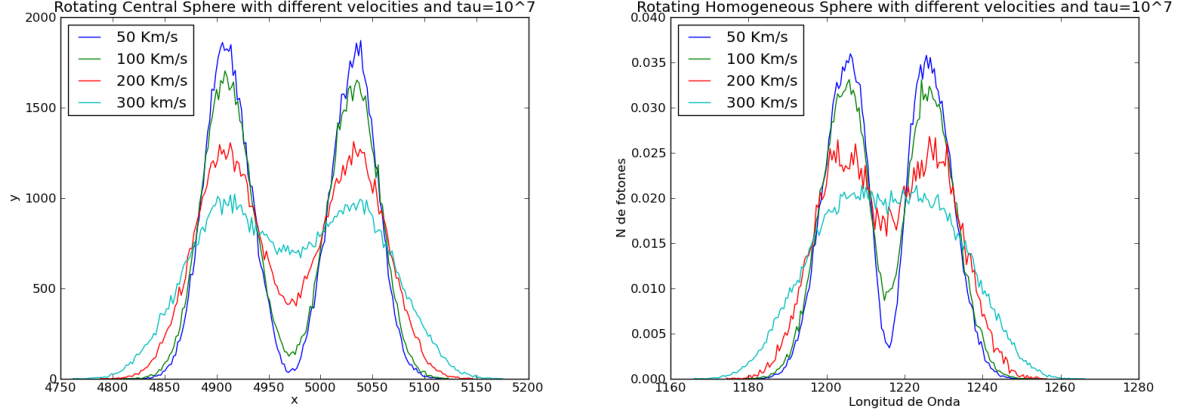 Rotating Central Sphere with different velocities and tau=10^7
2000
1500
1000
500
0
y
50 Km/s
100 Km/s
200 Km/s
300 km/s
4750
4800
4850
4900
4950
5000
5050
5100
5150
5200
x
Rotating Homogeneous Sphere with different velocities and tau=10^7
0.040
0.035
0.030
0.025
0.020
0.015
0.010
0.005
0.000
N de fotones
50 Km/s
100 Km/s
200 Km/s
300 Km/s
1160
1180
1200
1220
1240
1260
1280
Longitud de Onda